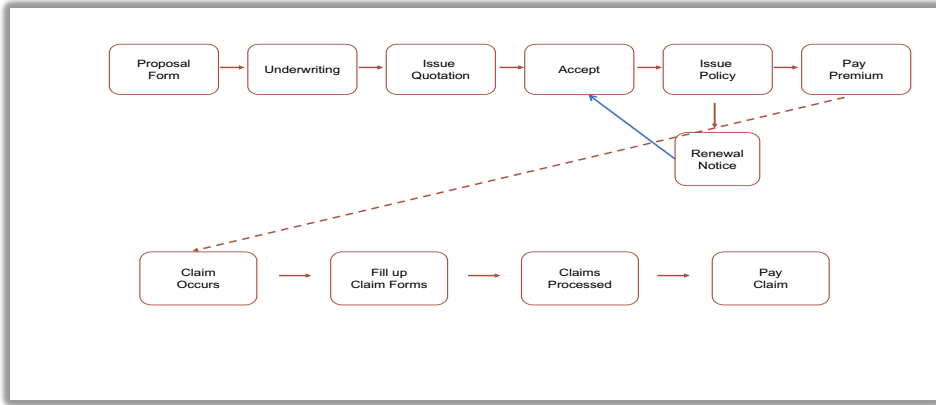 Proposal
Form
Underwriting
Issue
Quotation
Accept
Issue
Policy
Pay
Premium
Renewal
Notice
Claim
Occurs
Fill up
Claim Forms
Claims
Processed
Pay
Claim